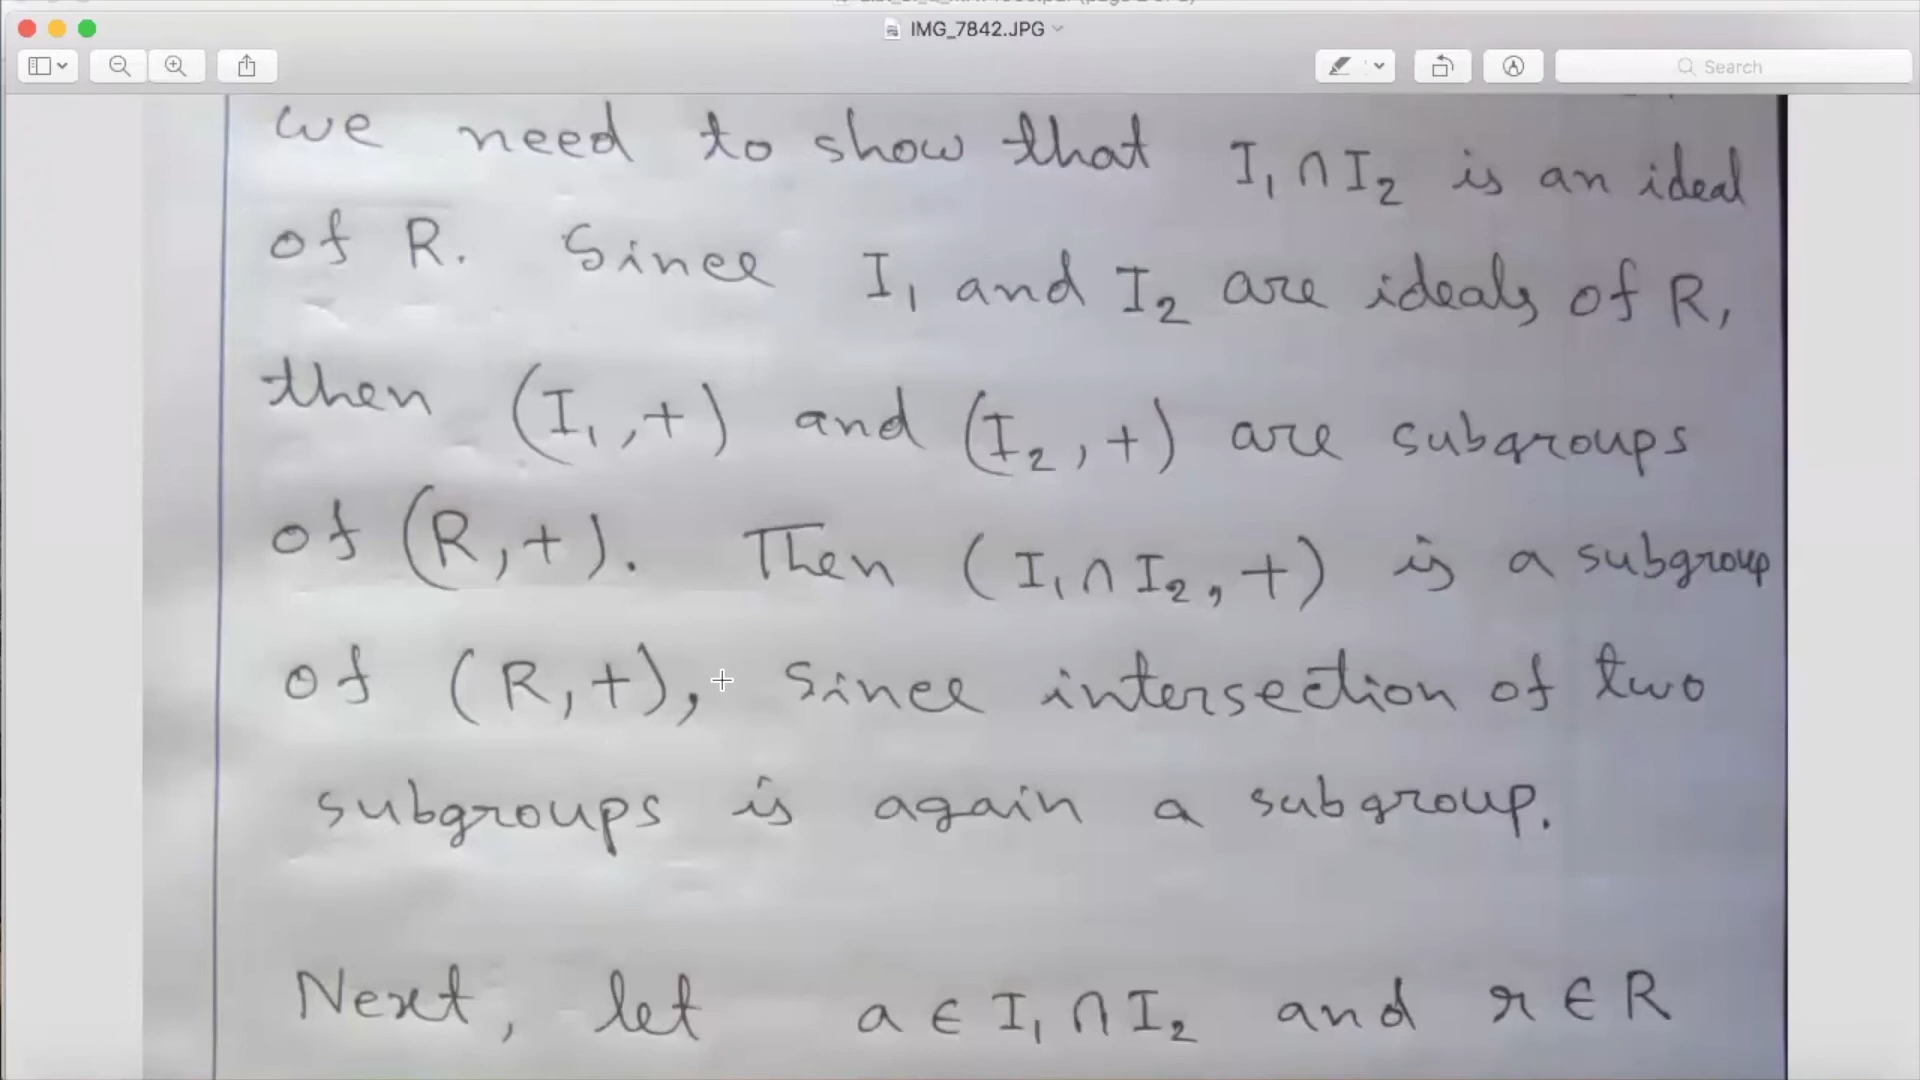 IMG_7842.JPG
Search
we need to show that I₁ ∩ I₂ is an ideal
of R. Since I₁ and I₂ are ideals of R,
then (I₁, +) and (I₂, +) are subgroups
of (R, +). Then (I₁ ∩ I₂, +) is a subgroup
of (R, +), since intersection of two
subgroups is again a subgroup.
Next, let a ∈ I₁ ∩ I₂ and r ∈ R